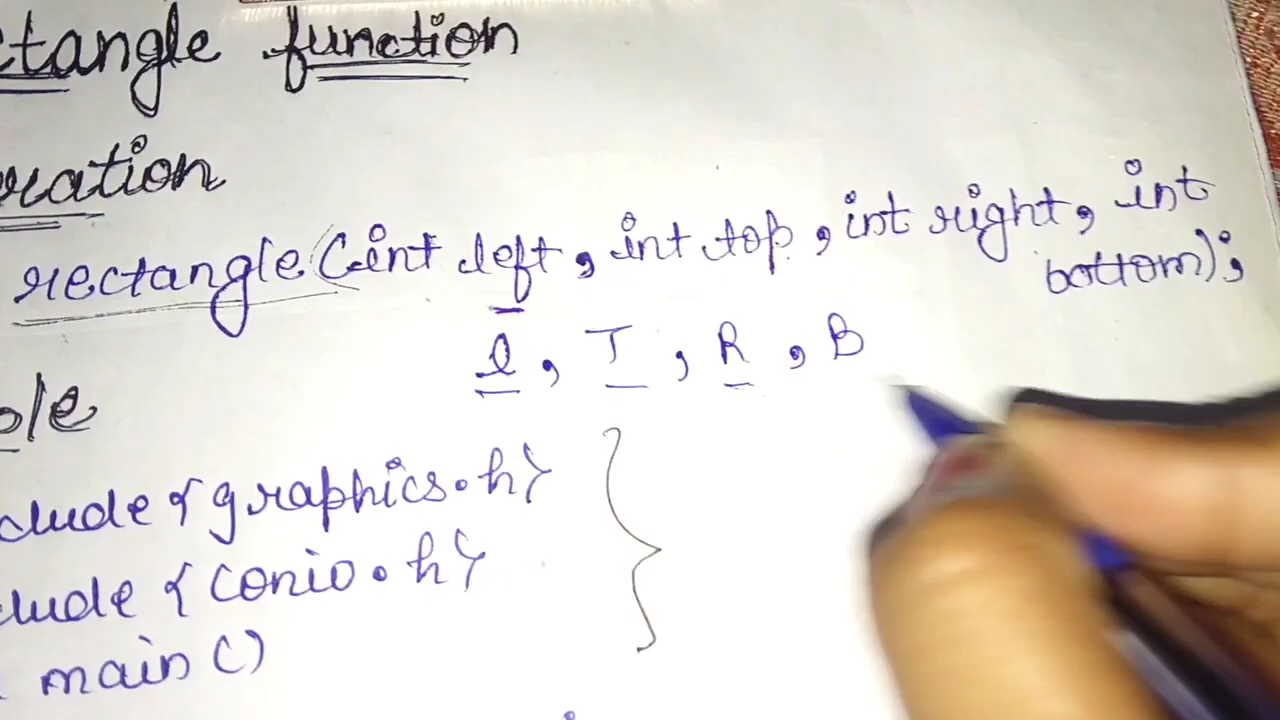 ctangle function
ration
rectangle (int left, int top, int right, int
bottom);
l, T, R, B
ple
clude <graphics.h>
clude <conio.h>
main ()